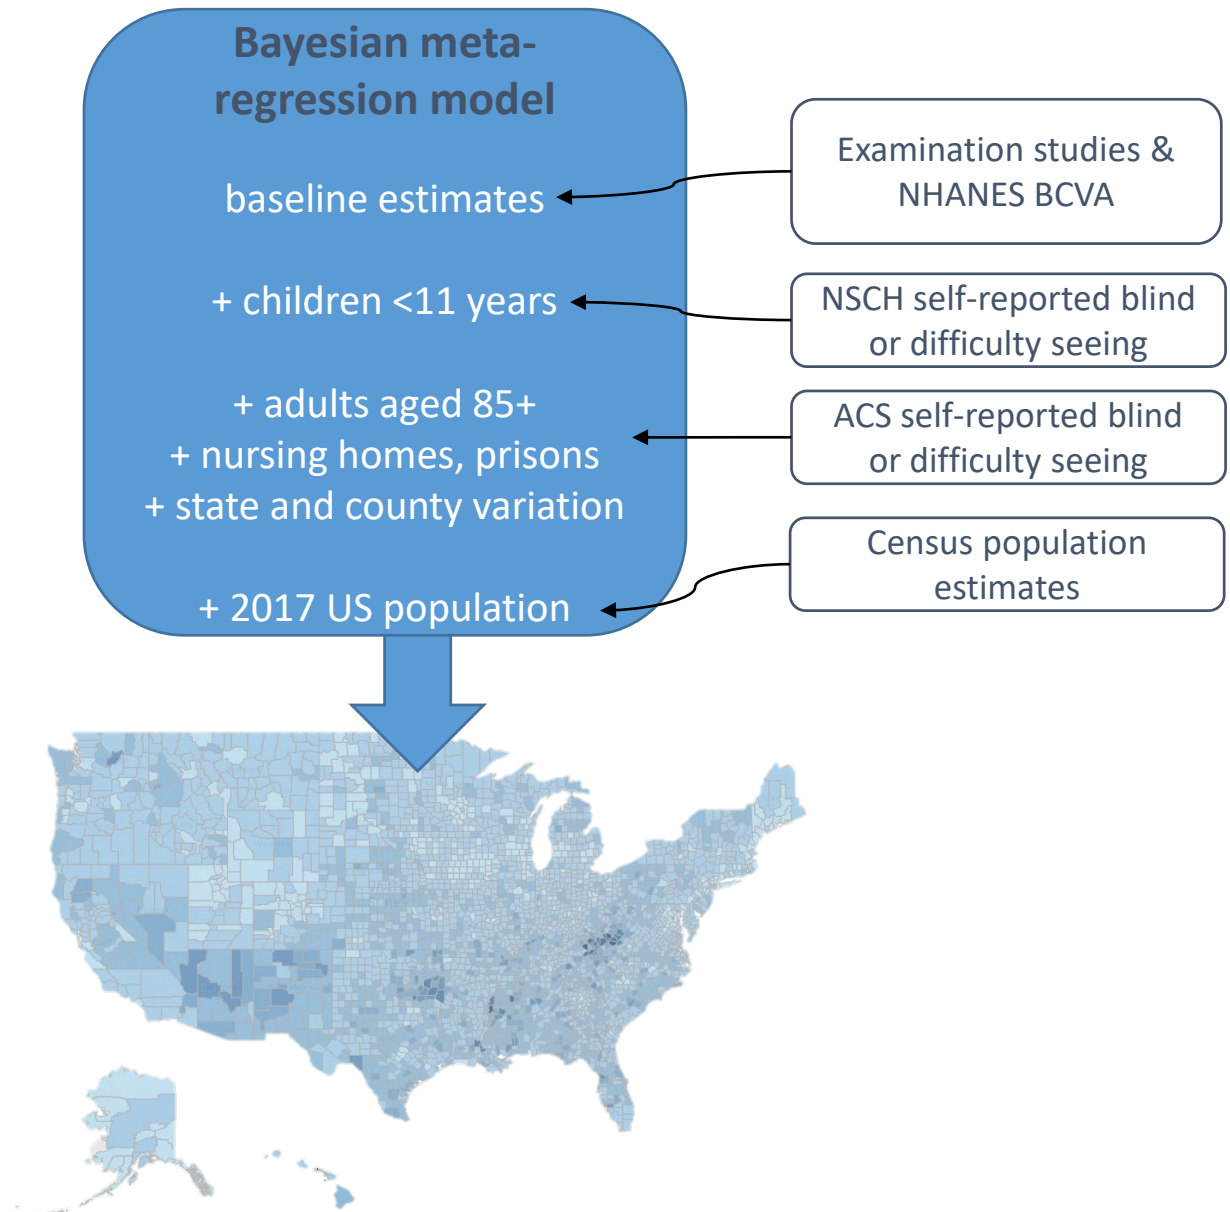 Bayesian meta-
regression model
baseline estimates
+ children <11 years
+ adults aged 85+
+ nursing homes, prisons
+ state and county variation
+ 2017 US population
Examination studies &
NHANES BCVA
NSCH self-reported blind
or difficulty seeing
ACS self-reported blind
or difficulty seeing
Census population
estimates